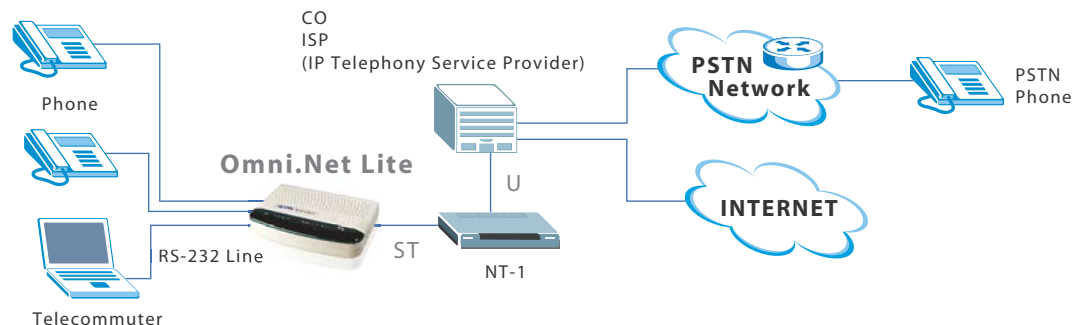 CO
ISP
(IP Telephony Service Provider)
Phone
PSTN
Network
PSTN
Phone
Omni.Net Lite
U
INTERNET
RS-232 Line
ST
NT-1
Telecommuter